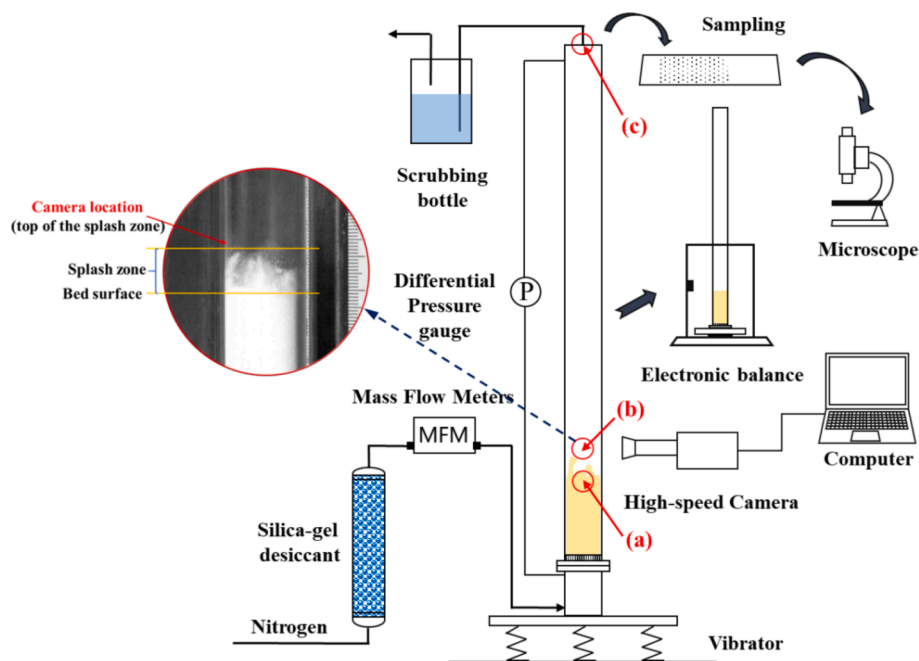 Sampling
(c)
Scrubbing
bottle
Camera location
(top of the splash zone)
Splash zone
Bed surface
Microscope
Differential
Pressure
gauge
P
Electronic balance
Mass Flow Meters
MFM
(b)
Computer
High-speed Camera
(a)
Silica-gel
desiccant
Nitrogen
Vibrator